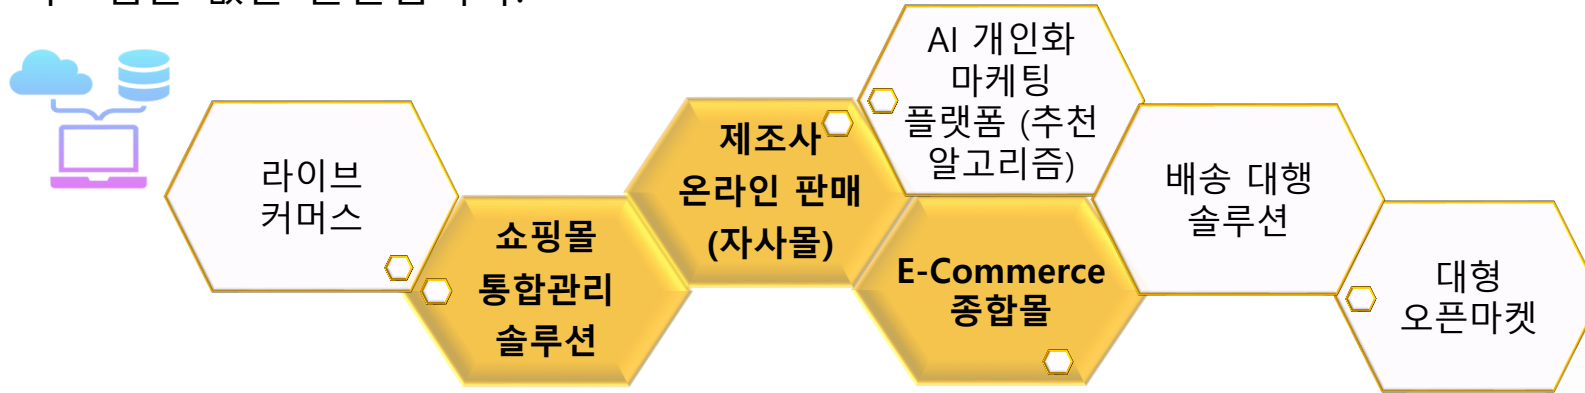 라이브
커머스
쇼핑몰
통합관리
솔루션
제조사
온라인 판매
(자사몰)
AI 개인화
마케팅
플랫폼 (추천
알고리즘)
E-Commerce
종합몰
배송 대행
솔루션
대형
오픈마켓